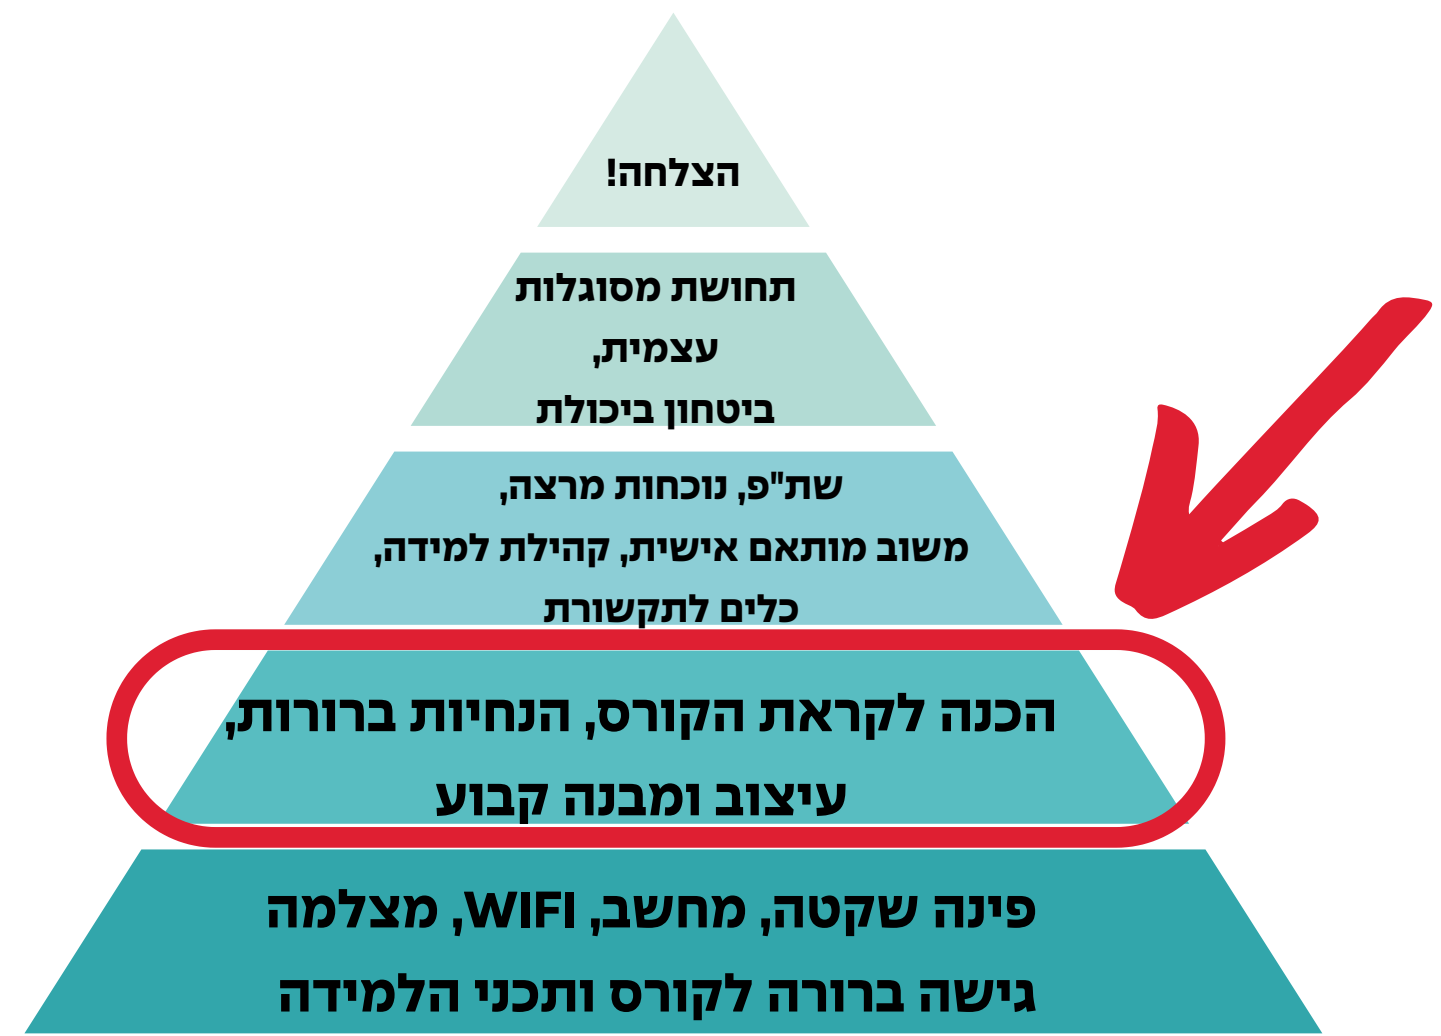 הצלחה!
תחושת מסוגלות
עצמית,
ביטחון ביכולת
שת"פ, נוכחות מרצה,
משוב מותאם אישית, קהילת למידה,
כלים לתקשורת
הכנה לקראת הקורס, הנחיות ברורות,
עיצוב ומבנה קבוע
פינה שקטה, מחשב, WIFI, מצלמה
גישה ברורה לקורס ותכני הלמידה